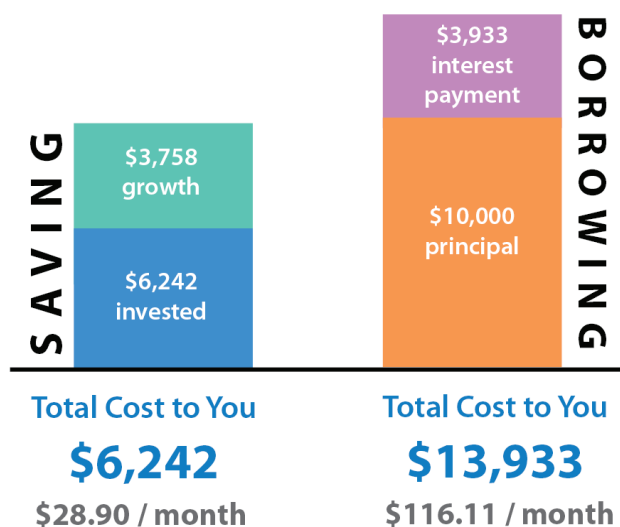 SAVING
$3,758
growth
$6,242
invested
$3,933
interest
payment
$10,000
principal
BORROWING
Total Cost to You
$6,242
$28.90 / month
Total Cost to You
$13,933
$116.11 / month